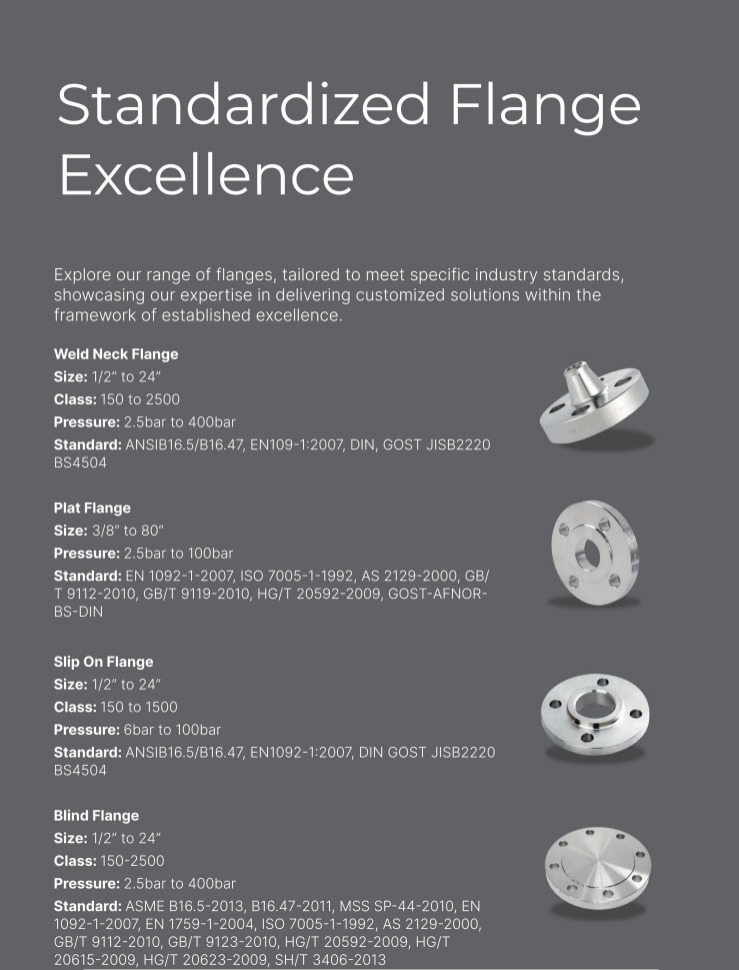 Standardized Flange
Excellence
Explore our range of flanges, tailored to meet specific industry standards,
showcasing our expertise in delivering customized solutions within the
framework of established excellence.
Weld Neck Flange
Size: 1/2” to 24”
Class: 150 to 2500
Pressure: 2.5bar to 400bar
Standard: ANSIB16.5/B16.47, EN109-1:2007, DIN, GOST JISB2220
BS4504
Plat Flange
Size: 3/8” to 80”
Pressure: 2.5bar to 100bar
Standard: EN 1092-1-2007, ISO 7005-1-1992, AS 2129-2000, GB/
T 9112-2010, GB/T 9119-2010, HG/T 20592-2009, GOST-AFNOR-
BS-DIN
Slip On Flange
Size: 1/2” to 24”
Class: 150 to 1500
Pressure: 6bar to 100bar
Standard: ANSIB16.5/B16.47, EN1092-1:2007, DIN GOST JISB2220
BS4504
Blind Flange
Size: 1/2” to 24”
Class: 150-2500
Pressure: 2.5bar to 400bar
Standard: ASME B16.5-2013, B16.47-2011, MSS SP-44-2010, EN
1092-1-2007, EN 1759-1-2004, ISO 7005-1-1992, AS 2129-2000,
GB/T 9112-2010, GB/T 9123-2010, HG/T 20592-2009, HG/T
20615-2009, HG/T 20623-2009, SH/T 3406-2013